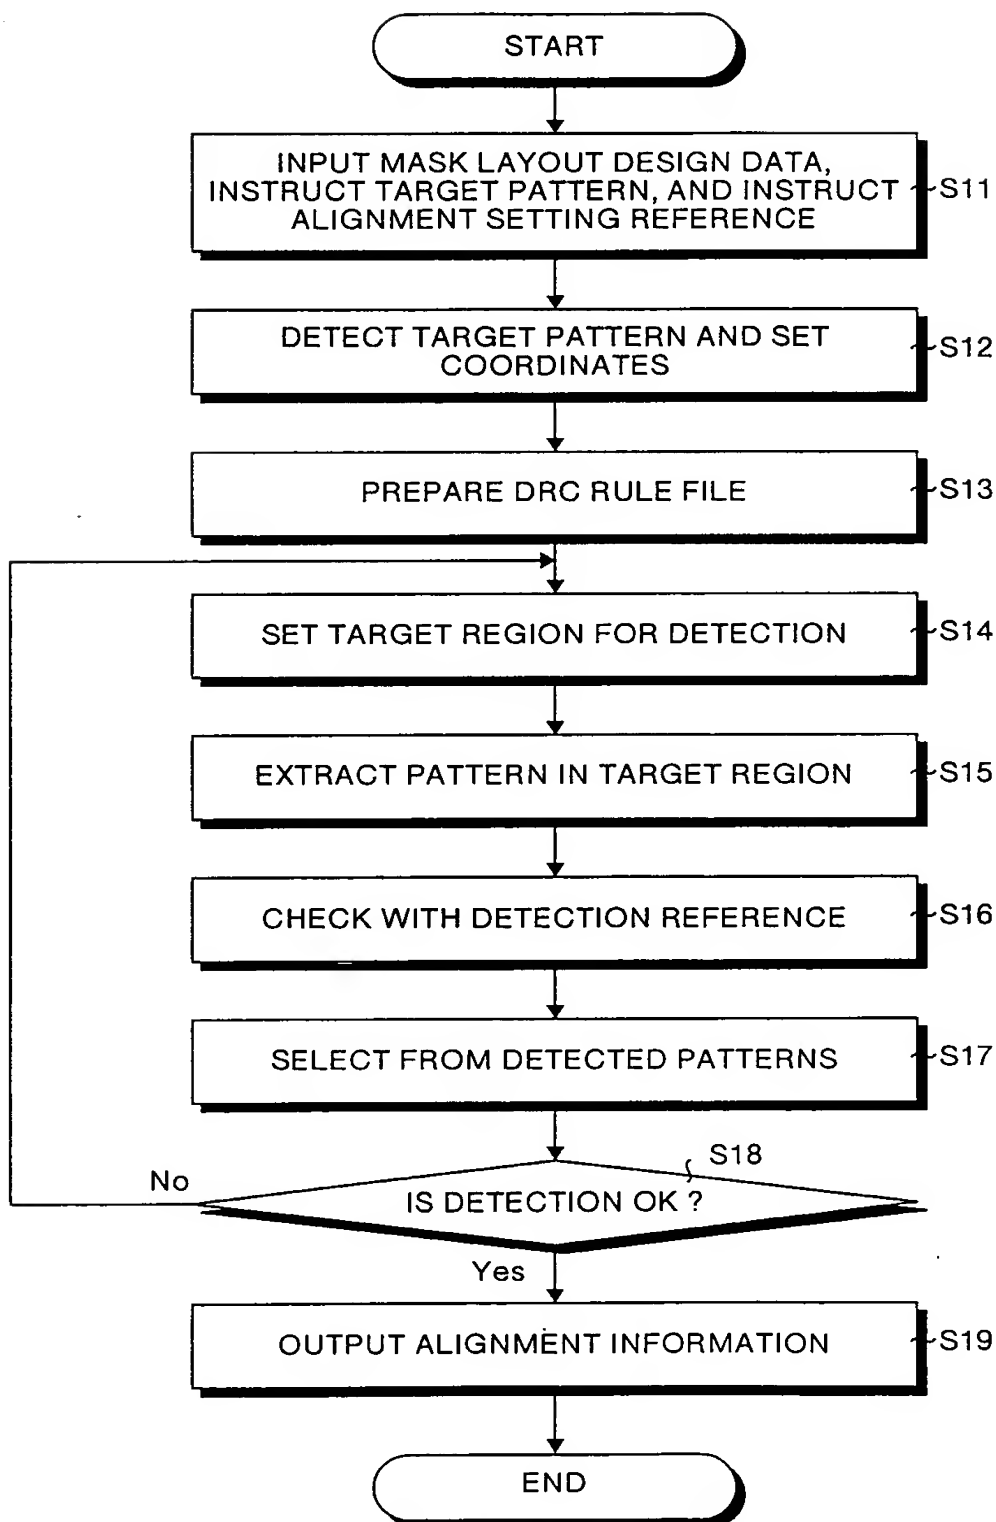 START
INPUT MASK LAYOUT DESIGN DATA,
INSTRUCT TARGET PATTERN, AND INSTRUCT
ALIGNMENT SETTING REFERENCE
S11
DETECT TARGET PATTERN AND SET
COORDINATES
S12
PREPARE DRC RULE FILE
S13
SET TARGET REGION FOR DETECTION
S14
EXTRACT PATTERN IN TARGET REGION
S15
CHECK WITH DETECTION REFERENCE
S16
SELECT FROM DETECTED PATTERNS
S17
S18
No
IS DETECTION OK ?
Yes
OUTPUT ALIGNMENT INFORMATION
S19
END